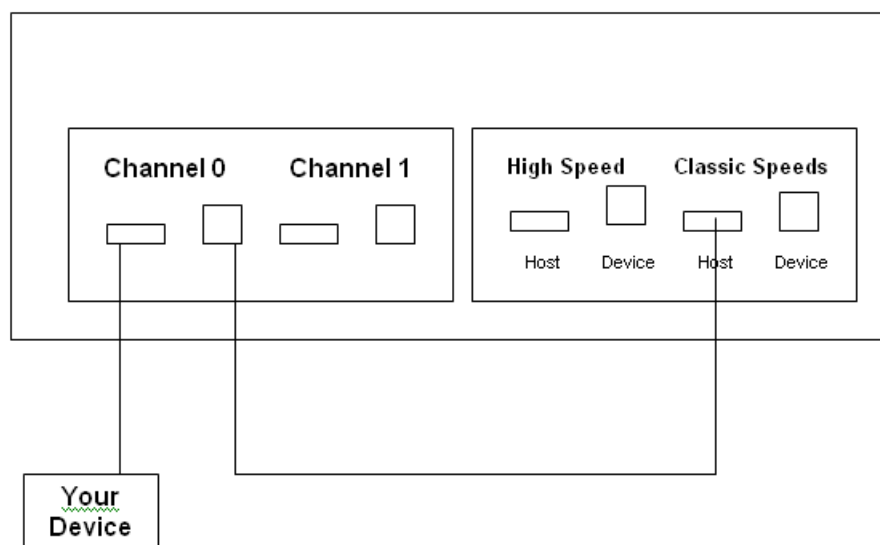 Channel 0 Channel 1
High Speed Classic Speeds
Host Device Host Device
Your
Device